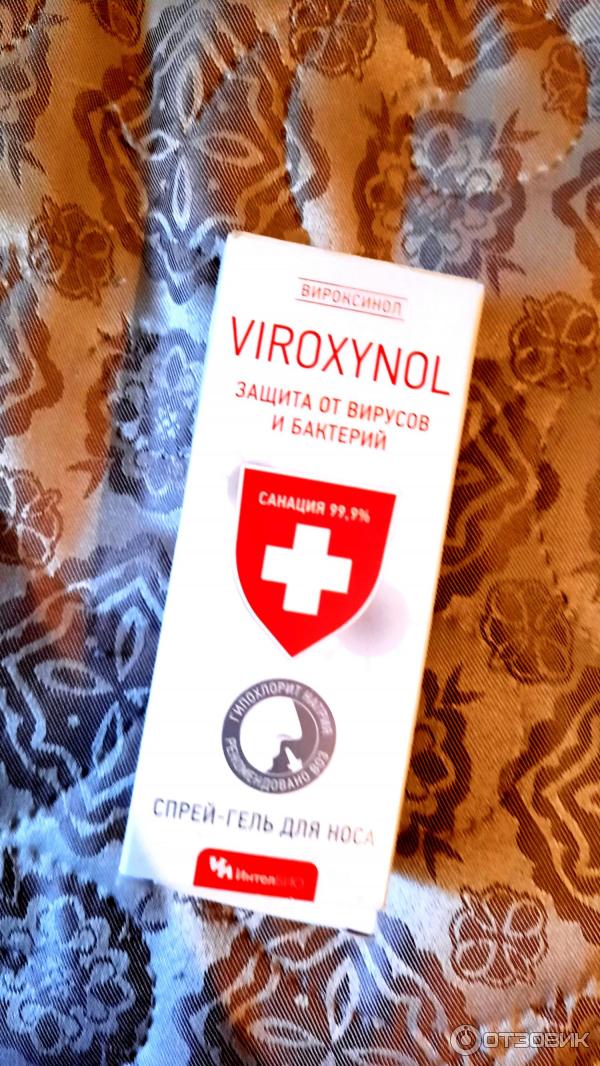 ВИРОКСИНОЛ
VIROXYNOL
ЗАЩИТА ОТ ВИРУСОВ
И БАКТЕРИЙ
САНАЦИЯ 99,9%
ГИПОХЛОРИТ НАТРИЯ
РЕКОМЕНДОВАНО ВОЗ
СПРЕЙ-ГЕЛЬ ДЛЯ НОСА
ИнтелБИО
ОТЗОВИК